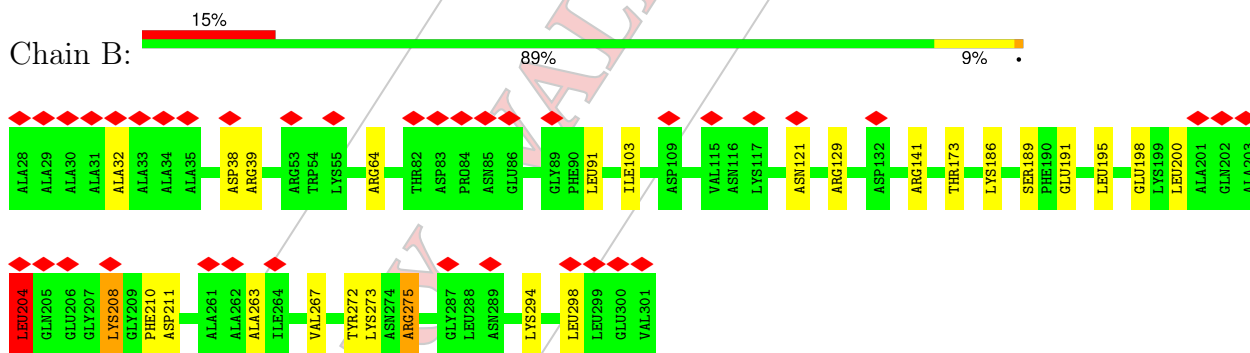 15%
Chain B:
89%
9%
ALA28 ALA29 ALA30 ALA31 ALA32 ALA33 ALA34 ALA35 ASP38 ARG39 ARG53 TRP54 LYS55 ARG64 THR82 ASP83 PRO84 ASN85 GLU86 GLY89 PHE90 LEU91 ILE103 ASP109 VAL115 ASN116 LYS117 ASN121 ARG129 ASP132 ARG141 THR173 LYS186 SER189 PHE190 GLU191 LEU195 GLU198 LYS199 LEU200 ALA201 GLN202 ALA203
LEU204 GLN205 GLU206 GLY207 LYS208 GLY209 PHE210 ASP211 ALA261 ALA262 ALA263 ILE264 VAL267 TYR272 LYS273 ASN274 ARG275 GLY287 LEU288 ASN289 LYS294 LEU298 LEU299 GLU300 VAL301